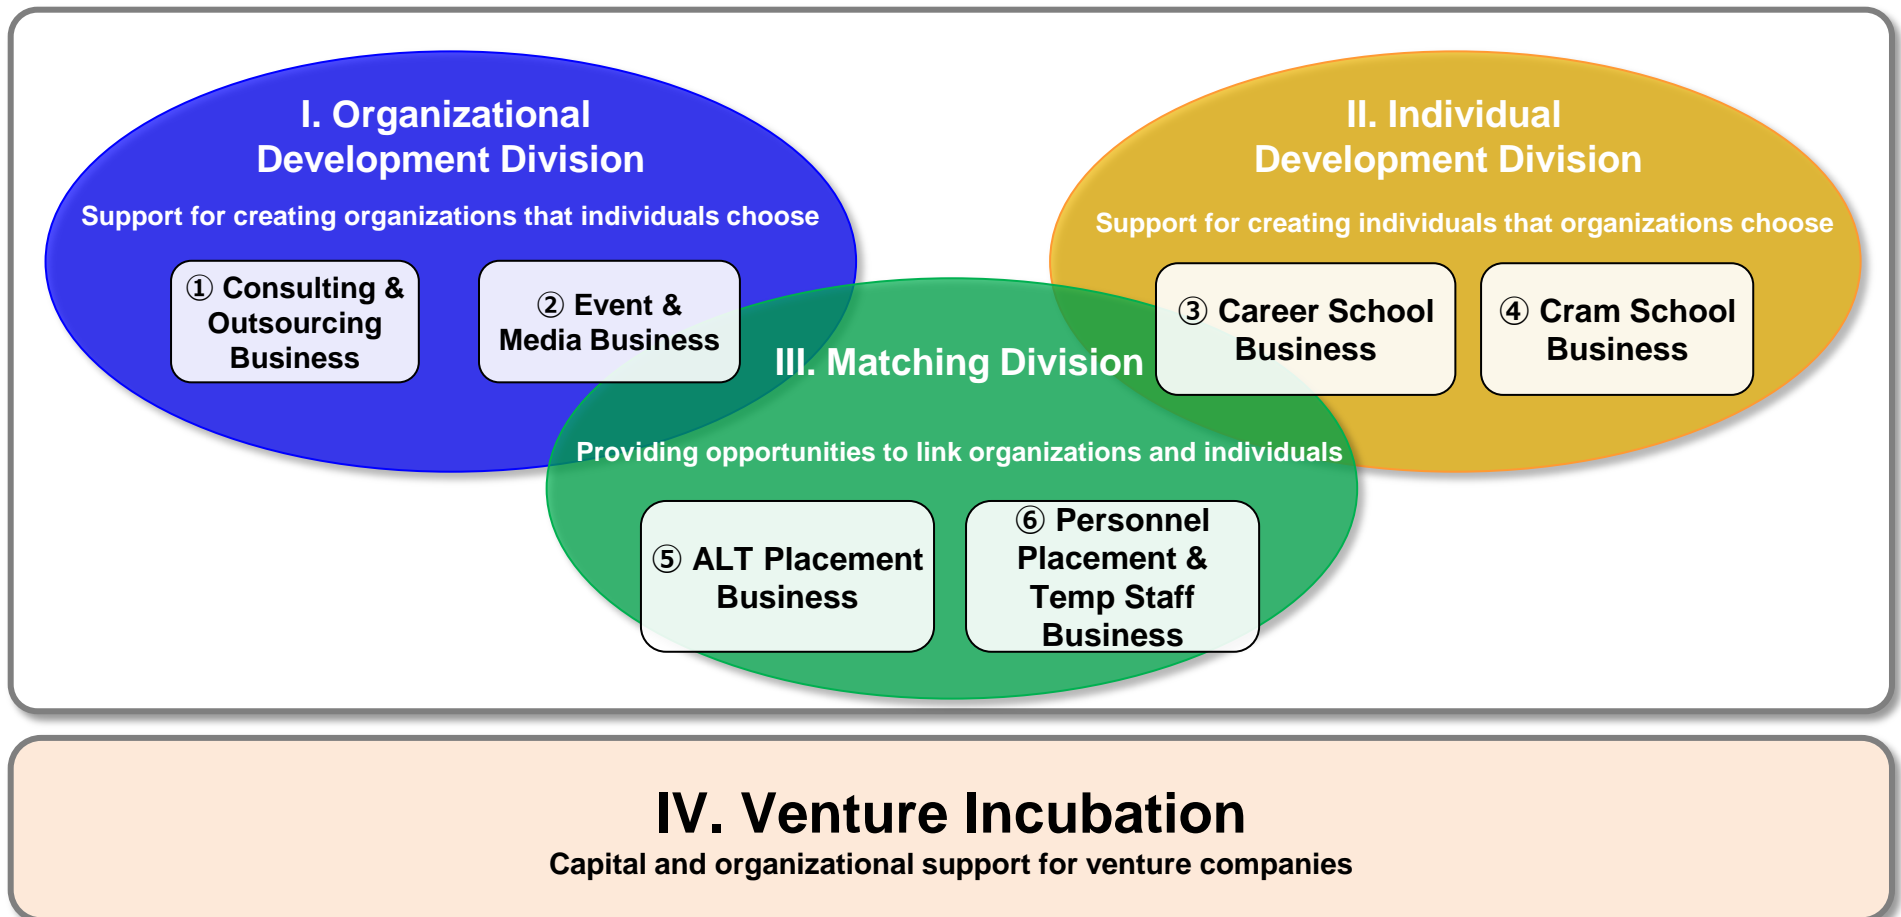 I. Organizational
Development Division
Support for creating organizations that individuals choose
① Consulting &
Outsourcing
Business
② Event &
Media Business
II. Individual
Development Division
Support for creating individuals that organizations choose
③ Career School
Business
④ Cram School
Business
III. Matching Division
Providing opportunities to link organizations and individuals
⑤ ALT Placement
Business
⑥ Personnel
Placement &
Temp Staff
Business
IV. Venture Incubation
Capital and organizational support for venture companies